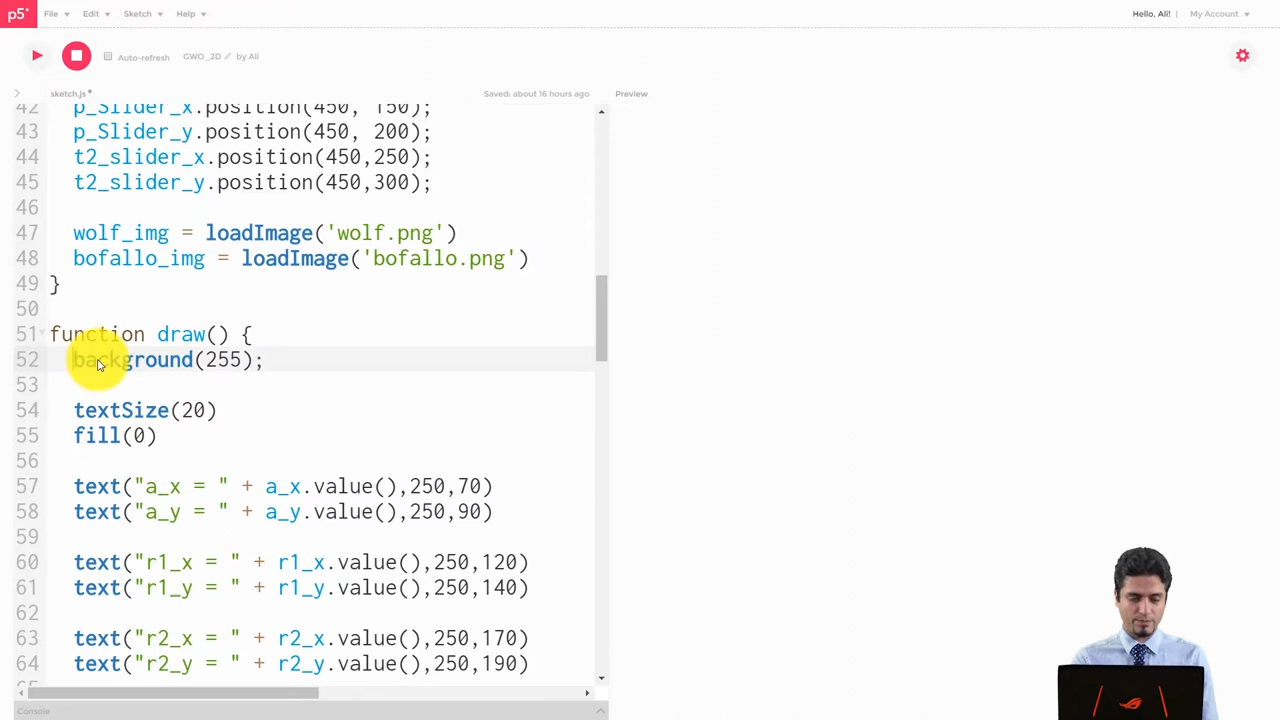 p5*
File
Edit
Sketch
Help
Hello, Ali!
My Account
Auto-refresh
GWO_2D
by Ali
sketch.js
Saved: about 16 hours ago
Preview
42 p_Slider_x.position(450, 150);
43 p_Slider_y.position(450, 200);
44 t2_slider_x.position(450,250);
45 t2_slider_y.position(450,300);
46
47 wolf_img = loadImage('wolf.png')
48 bofallo_img = loadImage('bofallo.png')
49 }
50
51 function draw() {
52 background(255);
53
54 textSize(20)
55 fill(0)
56
57 text("a_x = " + a_x.value(),250,70)
58 text("a_y = " + a_y.value(),250,90)
59
60 text("r1_x = " + r1_x.value(),250,120)
61 text("r1_y = " + r1_y.value(),250,140)
62
63 text("r2_x = " + r2_x.value(),250,170)
64 text("r2_y = " + r2_y.value(),250,190)
65
Console